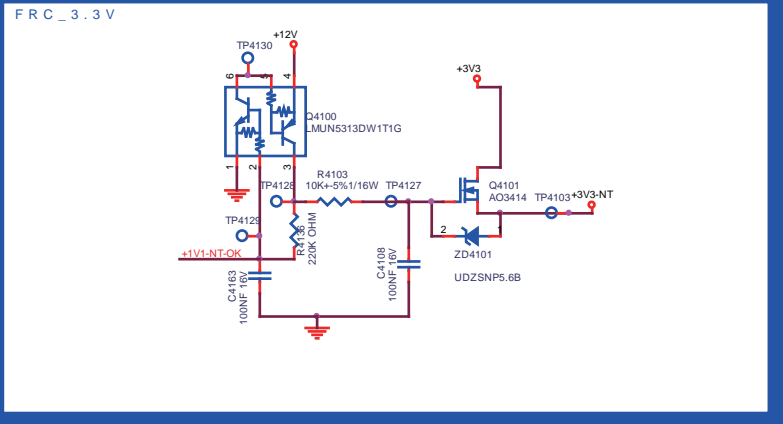 FRC_3.3V
+12V
TP4130
+3V3
6
5
4
Q4100
LMUN5313DW1T1G
1
2
3
R4103
10K+-5%1/16W
TP4128
TP4127
Q4101
AO3414
TP4103
+3V3-NT
TP4129
R4136
220K OHM
2
1
+1V1-NT-OK
ZD4101
UDZSNP5.6B
C4163
100NF 16V
C4108
100NF 16V